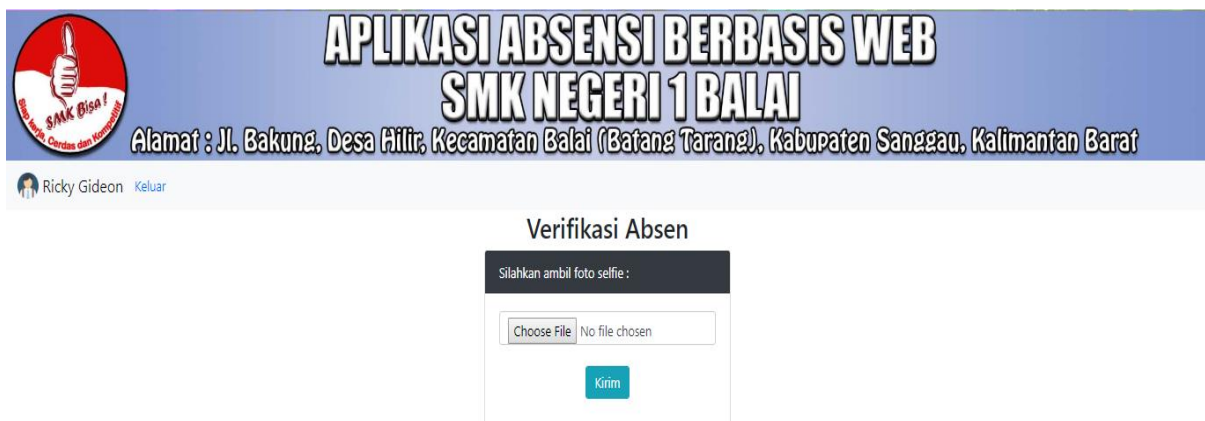 APLIKASI ABSENSI BERBASIS WEB
SMK NEGERI 1 BALAI
Alamat : Jl. Bakung, Desa Hilir, Kecamatan Balai (Batang Tarang), Kabupaten Sanggau, Kalimantan Barat
SMK Bisa!
Siap Kerja, Cerdas dan Kompetitif
Ricky Gideon Keluar
Verifikasi Absen
Silahkan ambil foto selfie :
Choose File No file chosen
Kirim